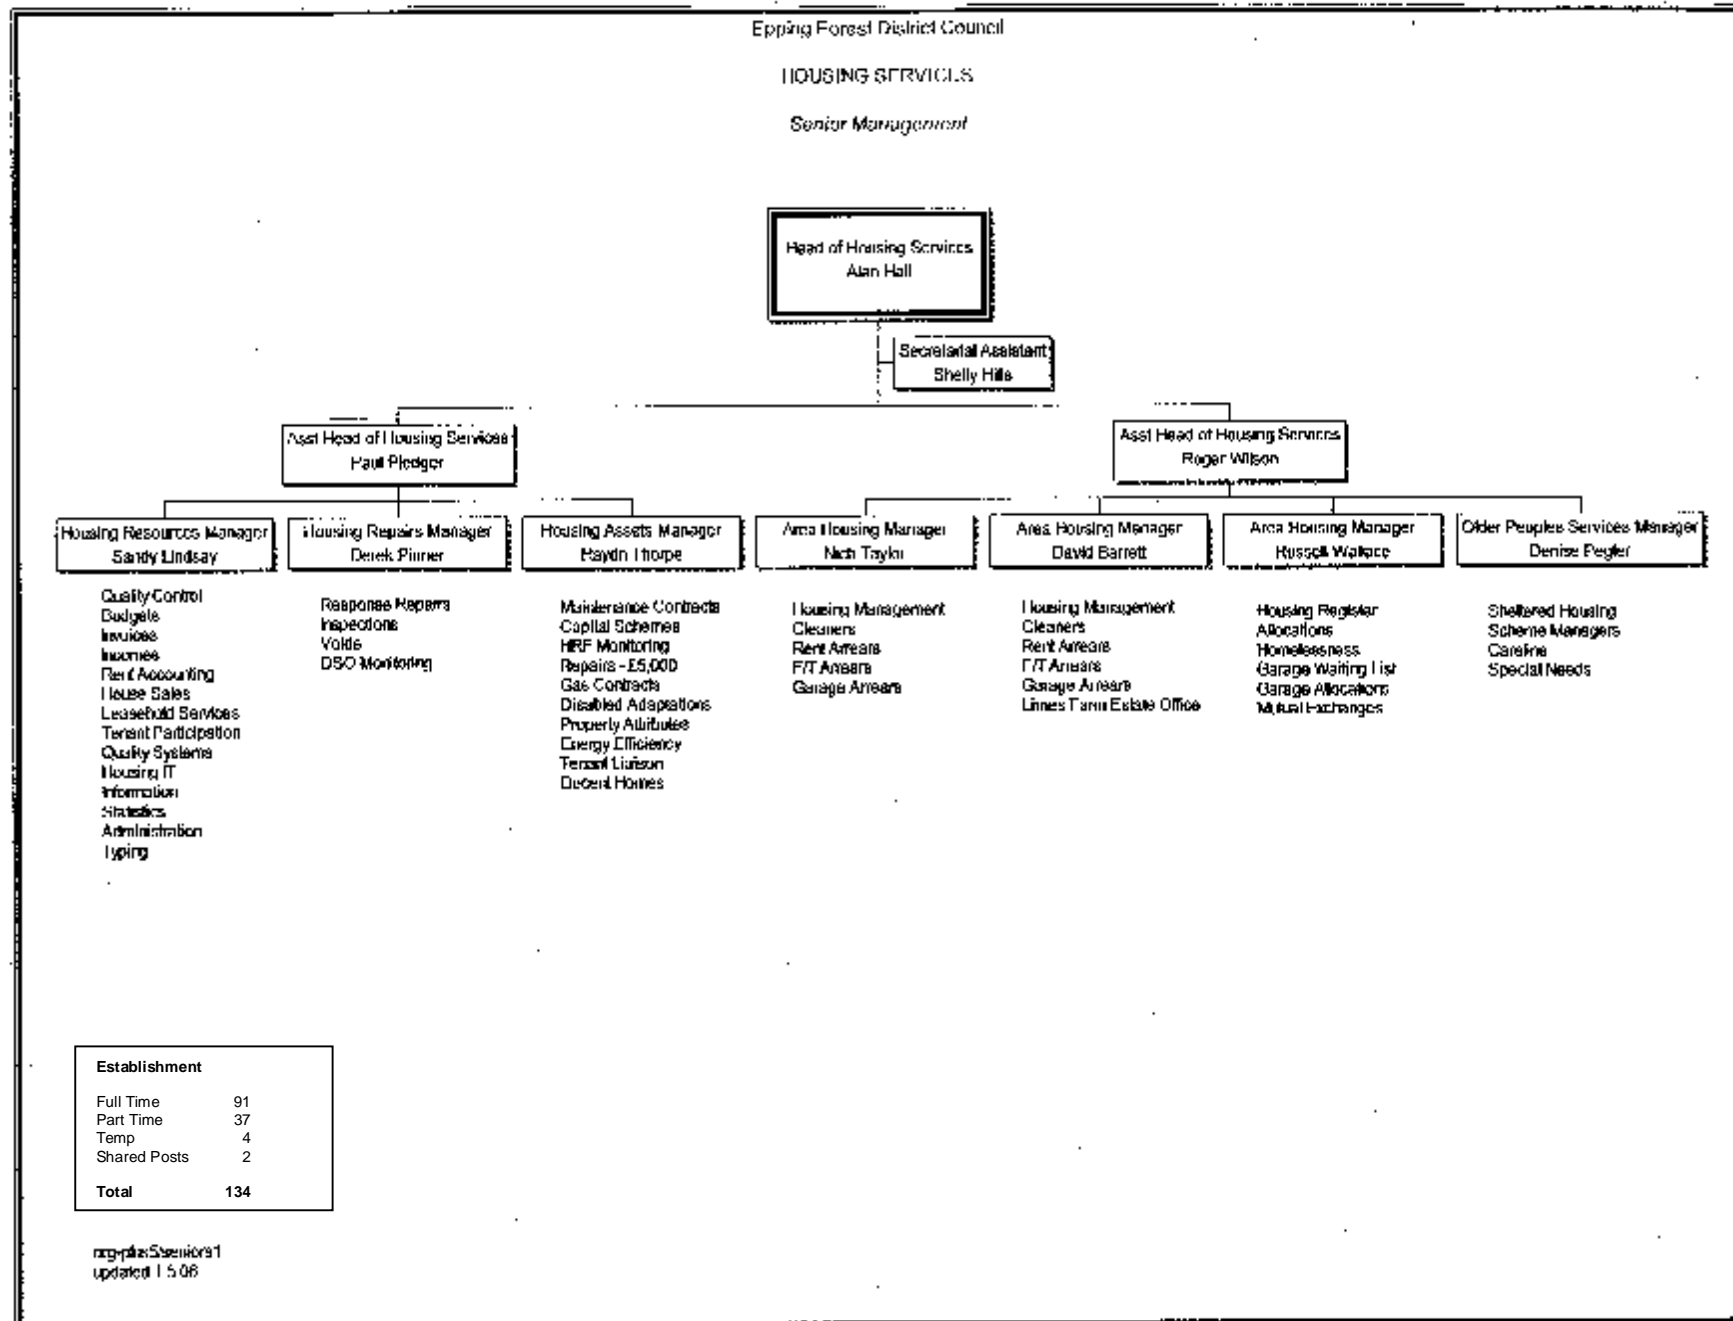 Epping Forest District Council
HOUSING SERVICES
Senior Management
Head of Housing Services
Alan Hall
Secretarial Assistant
Shelly Hills
Asst Head of Housing Services
Paul Pledger
Asst Head of Housing Services
Roger Wilson
Housing Resources Manager
Sandy Lindsay
Housing Repairs Manager
Derek Pinner
Housing Assets Manager
Haydn Thorpe
Area Housing Manager
Nich Taylor
Area Housing Manager
David Barrett
Area Housing Manager
Russell Wallace
Older Peoples Services Manager
Denise Pegler
Quality Control
Budgets
Invoices
Incomes
Rent Accounting
House Sales
Leasehold Services
Tenant Participation
Quality Systems
Housing IT
Information
Statistics
Administration
Typing
Response Repairs
Inspections
Voids
DSO Monitoring
Maintenance Contracts
Capital Schemes
HRF Monitoring
Repairs - £5,000
Gas Contracts
Disabled Adaptations
Property Attributes
Energy Efficiency
Tenant Liaison
Decent Homes
Housing Management
Cleaners
Rent Arrears
F/T Arrears
Garage Arrears
Housing Management
Cleaners
Rent Arrears
F/T Arrears
Garage Arrears
Limes Farm Estate Office
Housing Register
Allocations
Homelessness
Garage Waiting List
Garage Allocations
Mutual Exchanges
Sheltered Housing
Scheme Managers
Careline
Special Needs
Establishment
Full Time 91
Part Time 37
Temp 4
Shared Posts 2
Total 134
updated 1.5.06